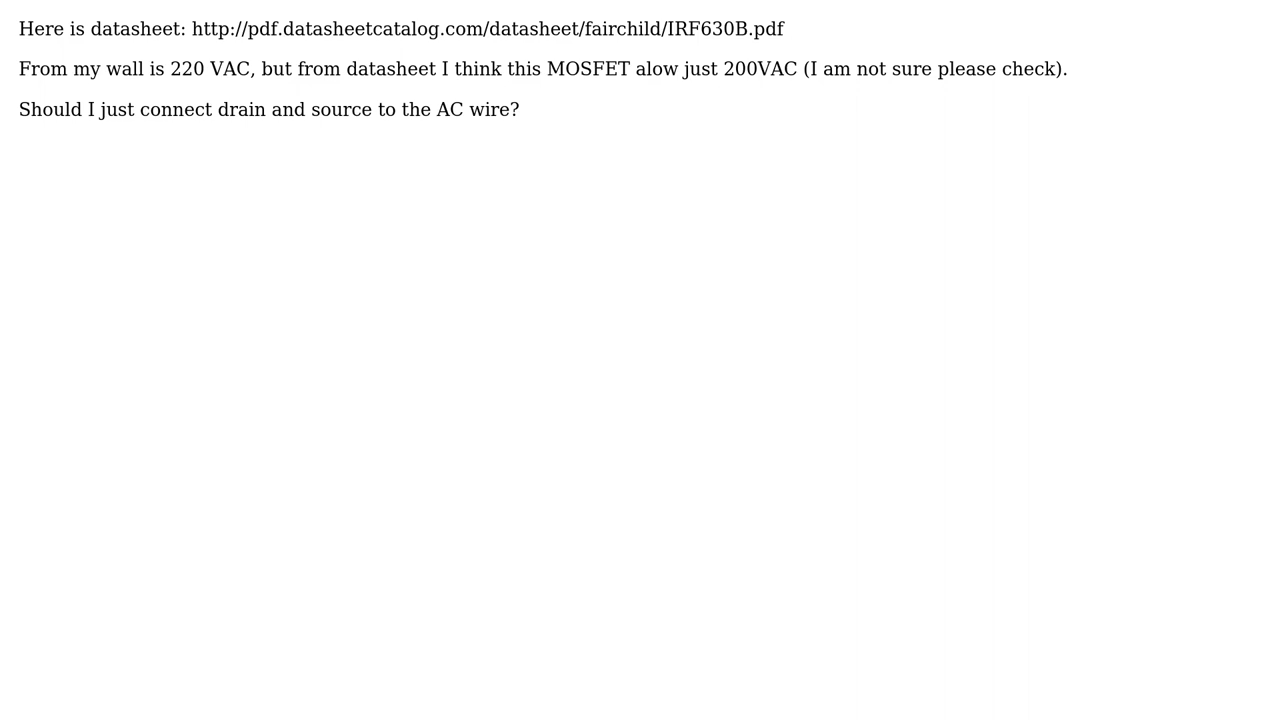 Here is datasheet: http://pdf.datasheetcatalog.com/datasheet/fairchild/IRF630B.pdf
From my wall is 220 VAC, but from datasheet I think this MOSFET alow just 200VAC (I am not sure please check).
Should I just connect drain and source to the AC wire?